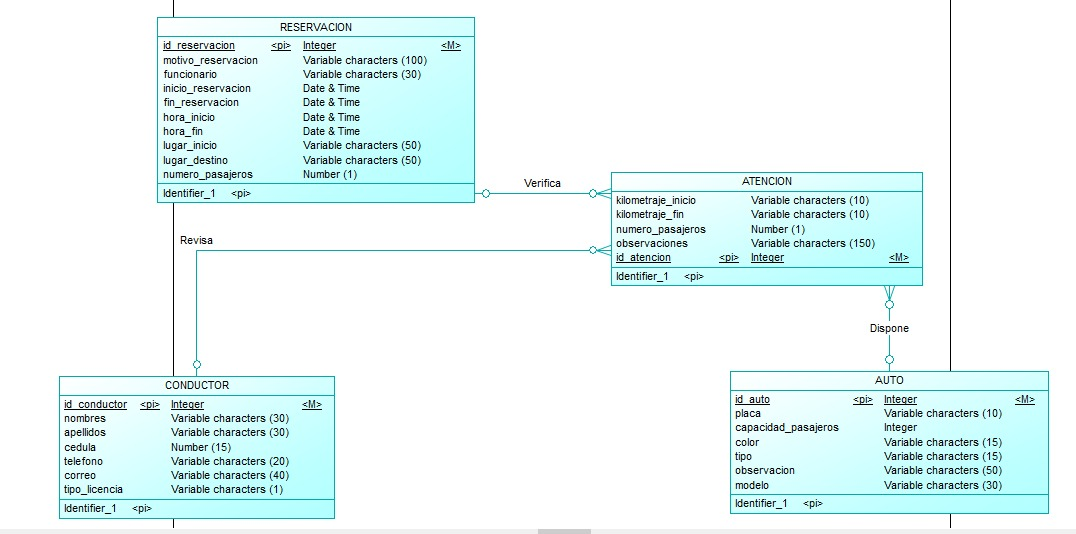 RESERVACION
id_reservacion <pi> Integer <M>
motivo_reservacion Variable characters (100)
funcionario Variable characters (30)
inicio_reservacion Date & Time
fin_reservacion Date & Time
hora_inicio Date & Time
hora_fin Date & Time
lugar_inicio Variable characters (50)
lugar_destino Variable characters (50)
numero_pasajeros Number (1)
Identifier_1 <pi>
Verifica
ATENCION
kilometraje_inicio Variable characters (10)
kilometraje_fin Variable characters (10)
numero_pasajeros Number (1)
observaciones Variable characters (150)
id_atencion <pi> Integer <M>
Identifier_1 <pi>
Revisa
Dispone
CONDUCTOR
id_conductor <pi> Integer <M>
nombres Variable characters (30)
apellidos Variable characters (30)
cedula Number (15)
telefono Variable characters (20)
correo Variable characters (40)
tipo_licencia Variable characters (1)
Identifier_1 <pi>
AUTO
id_auto <pi> Integer <M>
placa Variable characters (10)
capacidad_pasajeros Integer
color Variable characters (15)
tipo Variable characters (15)
observacion Variable characters (50)
modelo Variable characters (30)
Identifier_1 <pi>